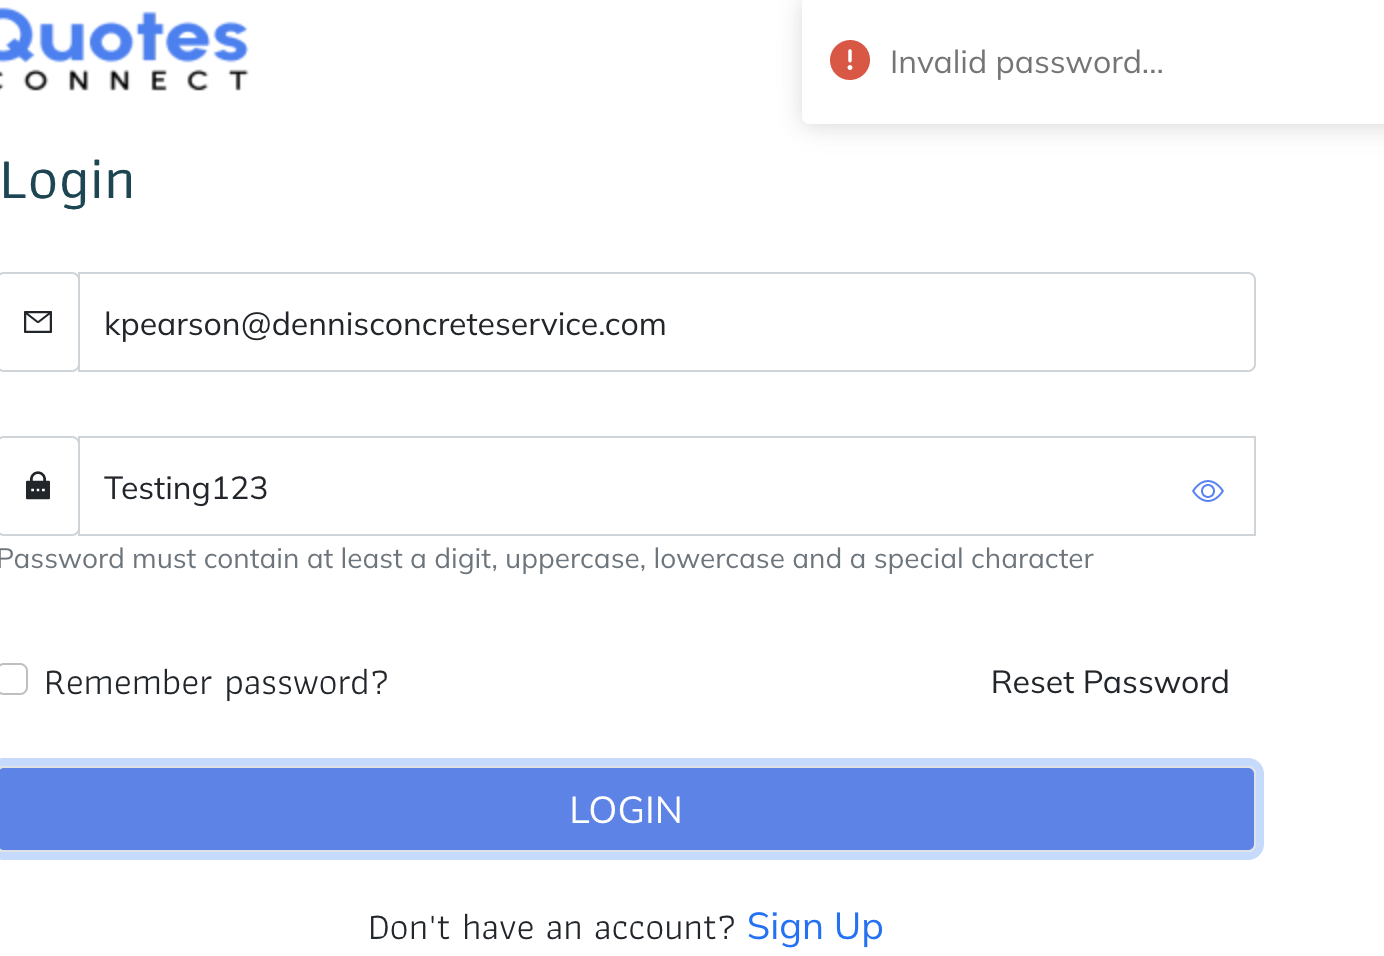 Quotes
CONNECT
Invalid password...
Login
kpearson@dennisconcreteservice.com
Testing123
Password must contain at least a digit, uppercase, lowercase and a special character
Remember password?
Reset Password
LOGIN
Don't have an account? Sign Up